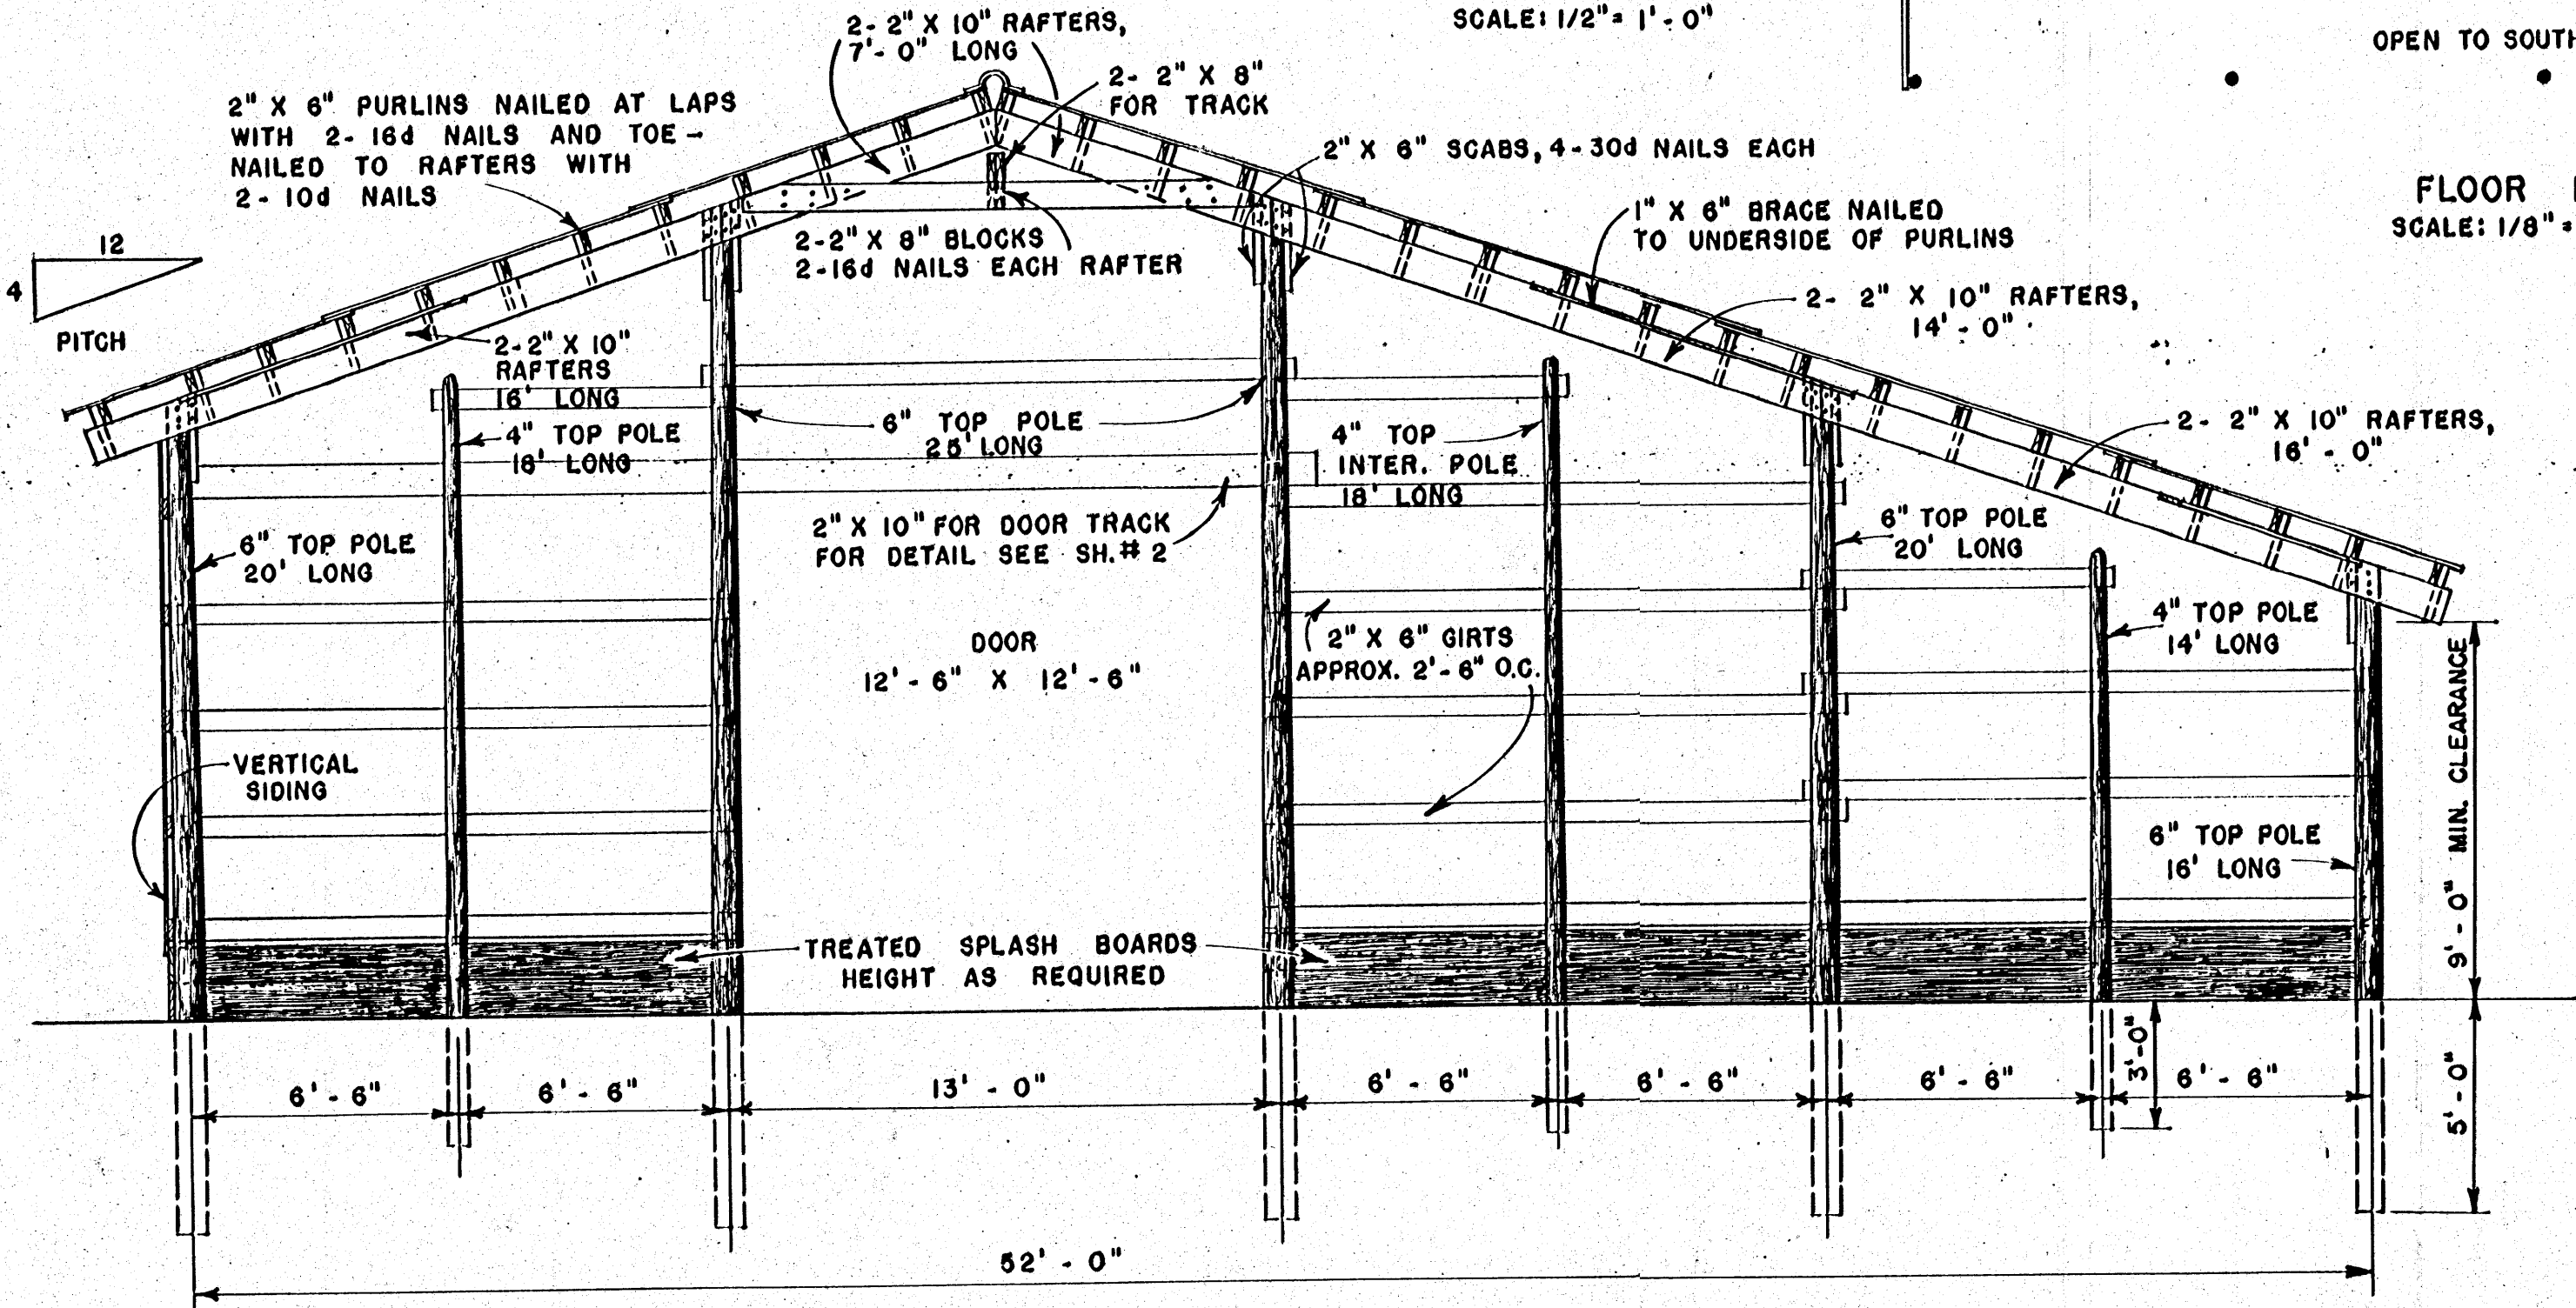 SCALE: 1/2" = 1'-0"
OPEN TO SOUTH
FLOOR
SCALE: 1/8" =
2- 2" X 10" RAFTERS,
7'- 0" LONG
2- 2" X 8"
FOR TRACK
2" X 6" PURLINS NAILED AT LAPS
WITH 2- 16d NAILS AND TOE-
NAILED TO RAFTERS WITH
2- 10d NAILS
2" X 6" SCABS, 4-30d NAILS EACH
1" X 6" BRACE NAILED
TO UNDERSIDE OF PURLINS
2-2" X 8" BLOCKS
2-16d NAILS EACH RAFTER
12
4
PITCH
2- 2" X 10" RAFTERS,
14'-0"
2-2" X 10"
RAFTERS
16' LONG
4" TOP POLE
18' LONG
6" TOP POLE
25' LONG
4" TOP
INTER. POLE
18' LONG
2- 2" X 10" RAFTERS,
16' - 0"
6" TOP POLE
20' LONG
2" X 10" FOR DOOR TRACK
FOR DETAIL SEE SH.# 2
6" TOP POLE
20' LONG
DOOR
12'-6" X 12'-6"
2" X 6" GIRTS
APPROX. 2'-6" O.C.
4" TOP POLE
14' LONG
VERTICAL
SIDING
6" TOP POLE
16' LONG
9'-0" MIN. CLEARANCE
TREATED SPLASH BOARDS
HEIGHT AS REQUIRED
6'-6"
6'-6"
13'-0"
6'-6"
6'-6"
6'-6"
3'-0"
6'-6"
5'-0"
52'-0"